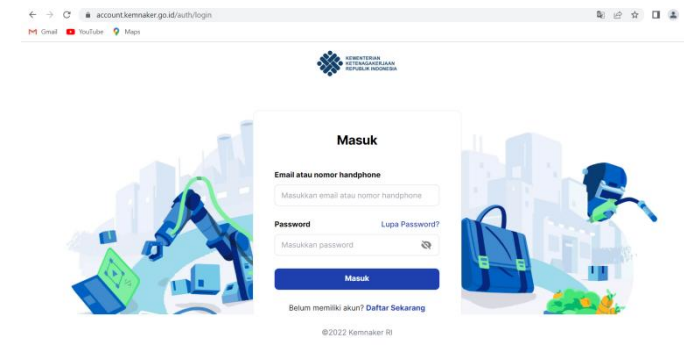 account.kemnaker.go.id/auth/login
Gmail YouTube Maps
KEMENTERIAN
KETENAGAKERJAAN
REPUBLIK INDONESIA
Masuk
Email atau nomor handphone
Masukkan email atau nomor handphone
Password Lupa Password?
Masukkan password
Masuk
Belum memiliki akun? Daftar Sekarang
©2022 Kemnaker RI